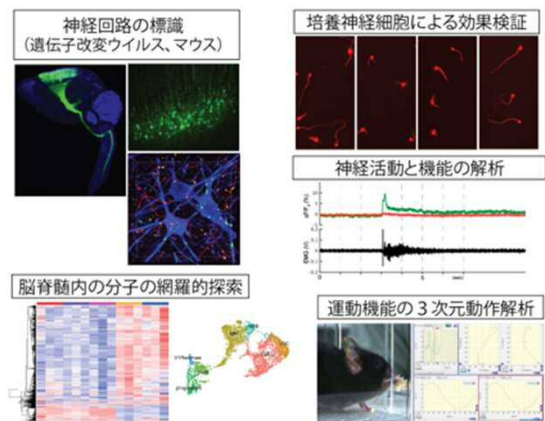 神経回路の標識
(遺伝子改変ウイルス、マウス)
培養神経細胞による効果検証
神経活動と機能の解析
EMG (V)
(sec)
脳脊髄内の分子の網羅的探索
運動機能の3次元動作解析